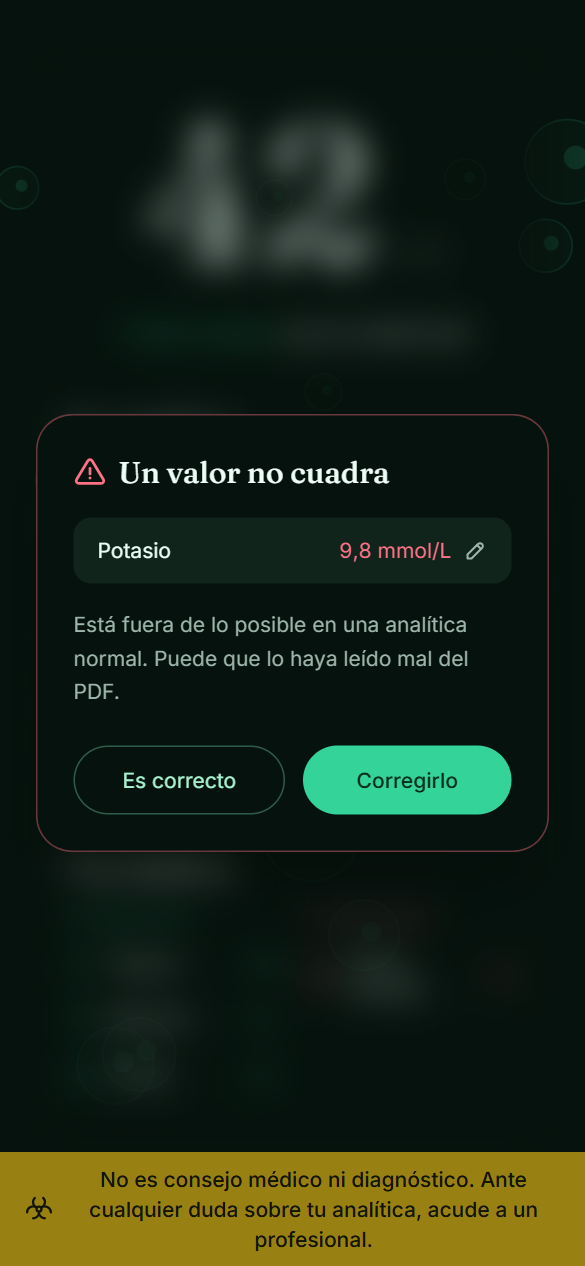 42
Un valor no cuadra
Potasio 9,8 mmol/L
Está fuera de lo posible en una analítica
normal. Puede que lo haya leído mal del
PDF.
Es correcto Corregirlo
No es consejo médico ni diagnóstico. Ante
cualquier duda sobre tu analítica, acude a un
profesional.